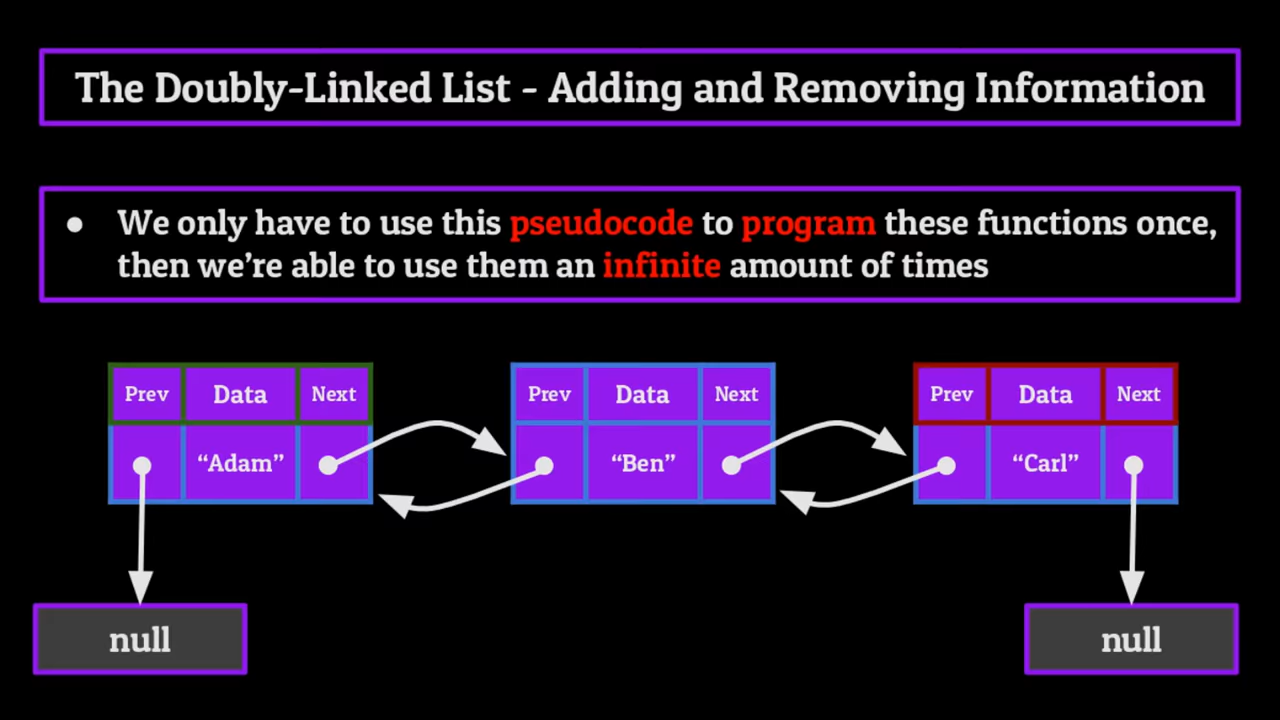 The Doubly-Linked List - Adding and Removing Information
● We only have to use this pseudocode to program these functions once,
then we’re able to use them an infinite amount of times
Prev Data Next
“Adam”
Prev Data Next
“Ben”
Prev Data Next
“Carl”
null
null